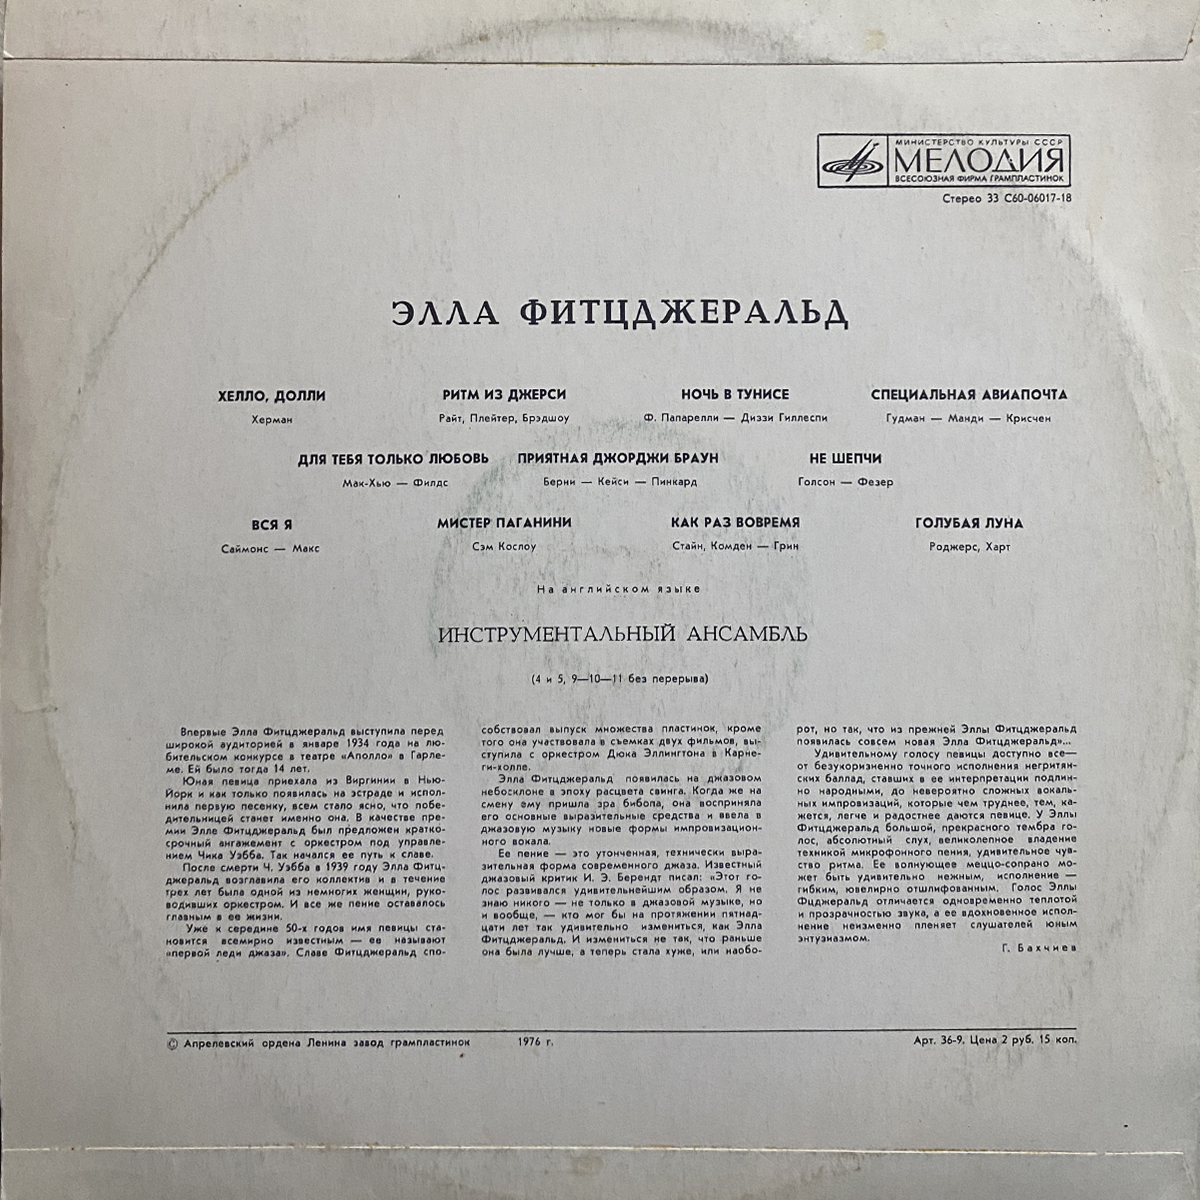 МИНИСТЕРСТВО КУЛЬТУРЫ СССР
МЕЛОДИЯ
ВСЕСОЮЗНАЯ ФИРМА ГРАМПЛАСТИНОК
Стерео 33 С60-06017-18
ЭЛЛА ФИТЦДЖЕРАЛЬД
ХЕЛЛО, ДОЛЛИ РИТМ ИЗ ДЖЕРСИ НОЧЬ В ТУНИСЕ СПЕЦИАЛЬНАЯ АВИАПОЧТА
Херман Райт, Плейтер, Брэдшоу Ф. Папарелли — Диззи Гиллеспи Гудман — Манди — Крисчен
ДЛЯ ТЕБЯ ТОЛЬКО ЛЮБОВЬ ПРИЯТНАЯ ДЖОРДЖИ БРАУН НЕ ШЕПЧИ
Мак-Хью — Филдс Берни — Кейси — Пинкард Голсон — Фезер
ВСЯ Я МИСТЕР ПАГАНИНИ КАК РАЗ ВОВРЕМЯ ГОЛУБАЯ ЛУНА
Саймонс — Макс Сэм Кослоу Стайн, Комден — Грин Роджерс, Харт
На английском языке
ИНСТРУМЕНТАЛЬНЫЙ АНСАМБЛЬ
(4 и 5, 9—10—11 без перерыва)
Впервые Элла Фитцджеральд выступила перед
широкой аудиторией в январе 1934 года на лю-
бительском конкурсе в театре «Аполло» в Гарле-
ме. Ей было тогда 14 лет.
Юная певица приехала из Виргинии в Нью-
Йорк и как только появилась на эстраде и испол-
нила первую песенку, всем стало ясно, что побе-
дительницей станет именно она. В качестве пре-
мии Элле Фитцджеральд был предложен кратко-
срочный ангажемент с оркестром под управле-
нием Чика Уэбба. Так начался ее путь к славе.
После смерти Ч. Уэбба в 1939 году Элла Фитц-
джеральд возглавила его коллектив и в течение
трех лет была одной из немногих женщин, руко-
водивших оркестром. И все же пение оставалось
главным в ее жизни.
Уже к середине 50-х годов имя певицы ста-
новится всемирно известным — ее называют
«первой леди джаза». Славе Фитцджеральд спо-
собствовал выпуск множества пластинок, кроме
того она участвовала в съемках двух фильмов, вы-
ступила с оркестром Дюка Эллингтона в Карне-
ги-холле.
Элла Фитцджеральд появилась на джазовом
небосклоне в эпоху расцвета свинга. Когда же на
смену ему пришла эра бибопа, она восприняла
его основные выразительные средства и ввела в
джазовую музыку новые формы импровизацион-
ного вокала.
Ее пение — это утонченная, технически выра-
зительная форма современного джаза. Известный
джазовый критик И. Э. Берендт писал: «Этот го-
лос развивался удивительнейшим образом. Я не
знаю никого — не только в джазовой музыке, но
и вообще, — кто мог бы на протяжении пятнад-
цати лет так удивительно измениться, как Элла
Фитцджеральд. И измениться не так, что раньше
она была лучше, а теперь стала хуже, или наобо-
рот, но так, что из прежней Эллы Фитцджеральд
появилась совсем новая Элла Фитцджеральд»...
Удивительному голосу певицы доступно все—
от безукоризненно точного исполнения негритян-
ских баллад, ставших в ее интерпретации подлин-
но народными, до невероятно сложных вокаль-
ных импровизаций, которые чем труднее, тем, ка-
жется, легче и радостнее даются певице. У Эллы
Фитцджеральд большой, прекрасного тембра го-
лос, абсолютный слух, великолепное владение
техникой микрофонного пения, удивительное чув-
ство ритма. Ее волнующее меццо-сопрано мо-
жет быть удивительно нежным, исполнение —
гибким, ювелирно отшлифованным. Голос Эллы
Фцджеральд отличается одновременно теплотой
и прозрачностью звука, а ее вдохновенное испол-
нение неизменно пленяет слушателей юным
энтузиазмом.
Г. Бахчиев
© Апрелевский ордена Ленина завод грампластинок 1976 г. Арт. 36-9. Цена 2 руб. 15 коп.